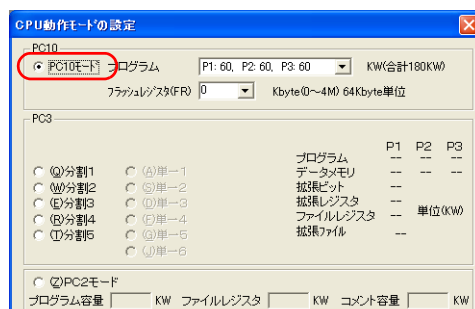 CPU動作モードの設定
PC10
PC10モード プログラム P1: 60, P2: 60, P3: 60 KW(合計180KW)
フラッシュレジスタ(FR) 0 Kbyte(0～4M) 64Kbyte単位
PC3
P1 P2 P3
プログラム -- -- --
データメモリ -- -- --
(Q)分割1 (A)単一1 拡張ビット --
(W)分割2 (S)単一2 拡張レジスタ --
(E)分割3 (D)単一3 ファイルレジスタ -- 単位(KW)
(R)分割4 (F)単一4 拡張ファイル --
(T)分割5 (G)単一5
(J)単一6
(Z)PC2モード
プログラム容量 KW ファイルレジスタ KW コメント容量 KW